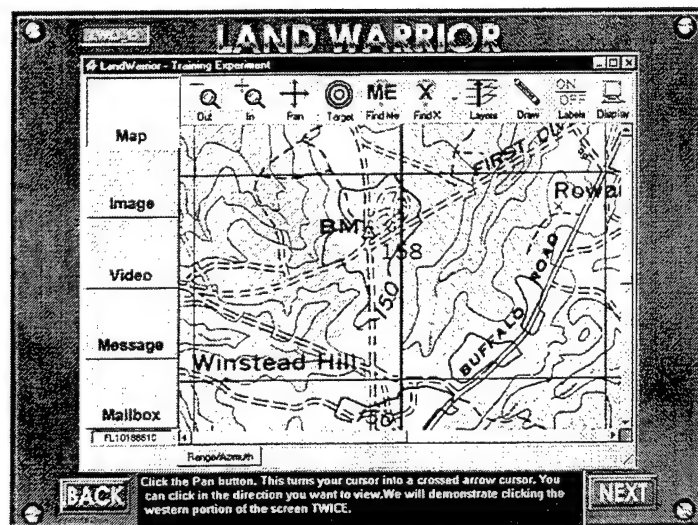 LAND WARRIOR
LandWarrior - Training Experiment
Out In Pan Target ME Find Me X Find X Layers Draw ON OFF Labels Display
Map
Image
Video
Message
Mailbox
FIRST DIV
Rowa
BM
158
150
BUFFALO ROAD
Winstead Hill
Range/Azimuth
BACK
Click the Pan button. This turns your cursor into a crossed arrow cursor. You
can click in the direction you want to view.We will demonstrate clicking the
western portion of the screen TWICE.
NEXT